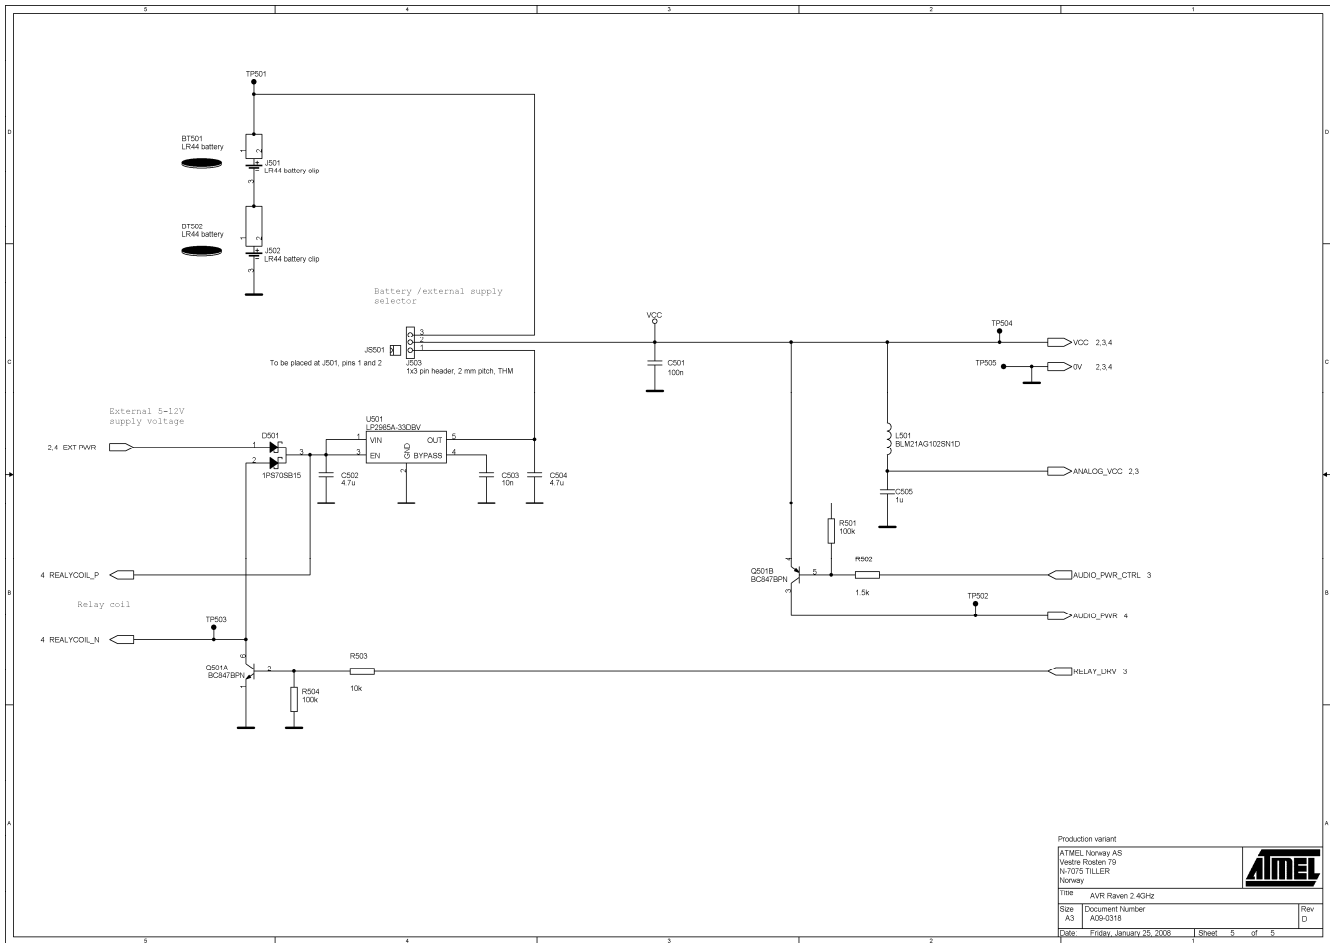 5 4 3 2 1
D
D
C
C
B
B
A
A
TP501
BT501
LR44 battery
1 2
J501
LR44 battery clip
3
BT502
LR44 battery
1 2
J502
LR44 battery clip
3
Battery /external supply
selector
3
2
1
JS501
To be placed at J501, pins 1 and 2
J503
1x3 pin header, 2 mm pitch, THM
VCC
C501
100n
TP504
VCC 2,3,4
TP505
0V 2,3,4
External 5-12V
supply voltage
2,4 EXT PWR
D501
1
2
3
1PS70SB15
U501
LP2985A-33DBV
1 VIN OUT 5
3 EN BYPASS 4
GND
2
C502
4.7u
C503
10n
C504
4.7u
L501
BLM21AG102SN1D
ANALOG_VCC 2,3
C505
1u
R501
100k
4 REALYCOIL_P
Relay coil
4 REALYCOIL_N
TP503
Q501B
BC847BPN
4
5
3
R502
1.5k
AUDIO_PWR_CTRL 3
TP502
AUDIO_PWR 4
Q501A
BC847BPN
6
2
1
R503
10k
R504
100k
RELAY_DRV 3
Production variant
ATMEL Norway AS
Vestre Rosten 79
N-7075 TILLER
Norway
ATMEL
Title
AVR Raven 2.4GHz
Size
A3
Document Number
A09-0318
Rev
D
Date: Friday, January 25, 2008 Sheet 5 of 5
5 4 3 2 1